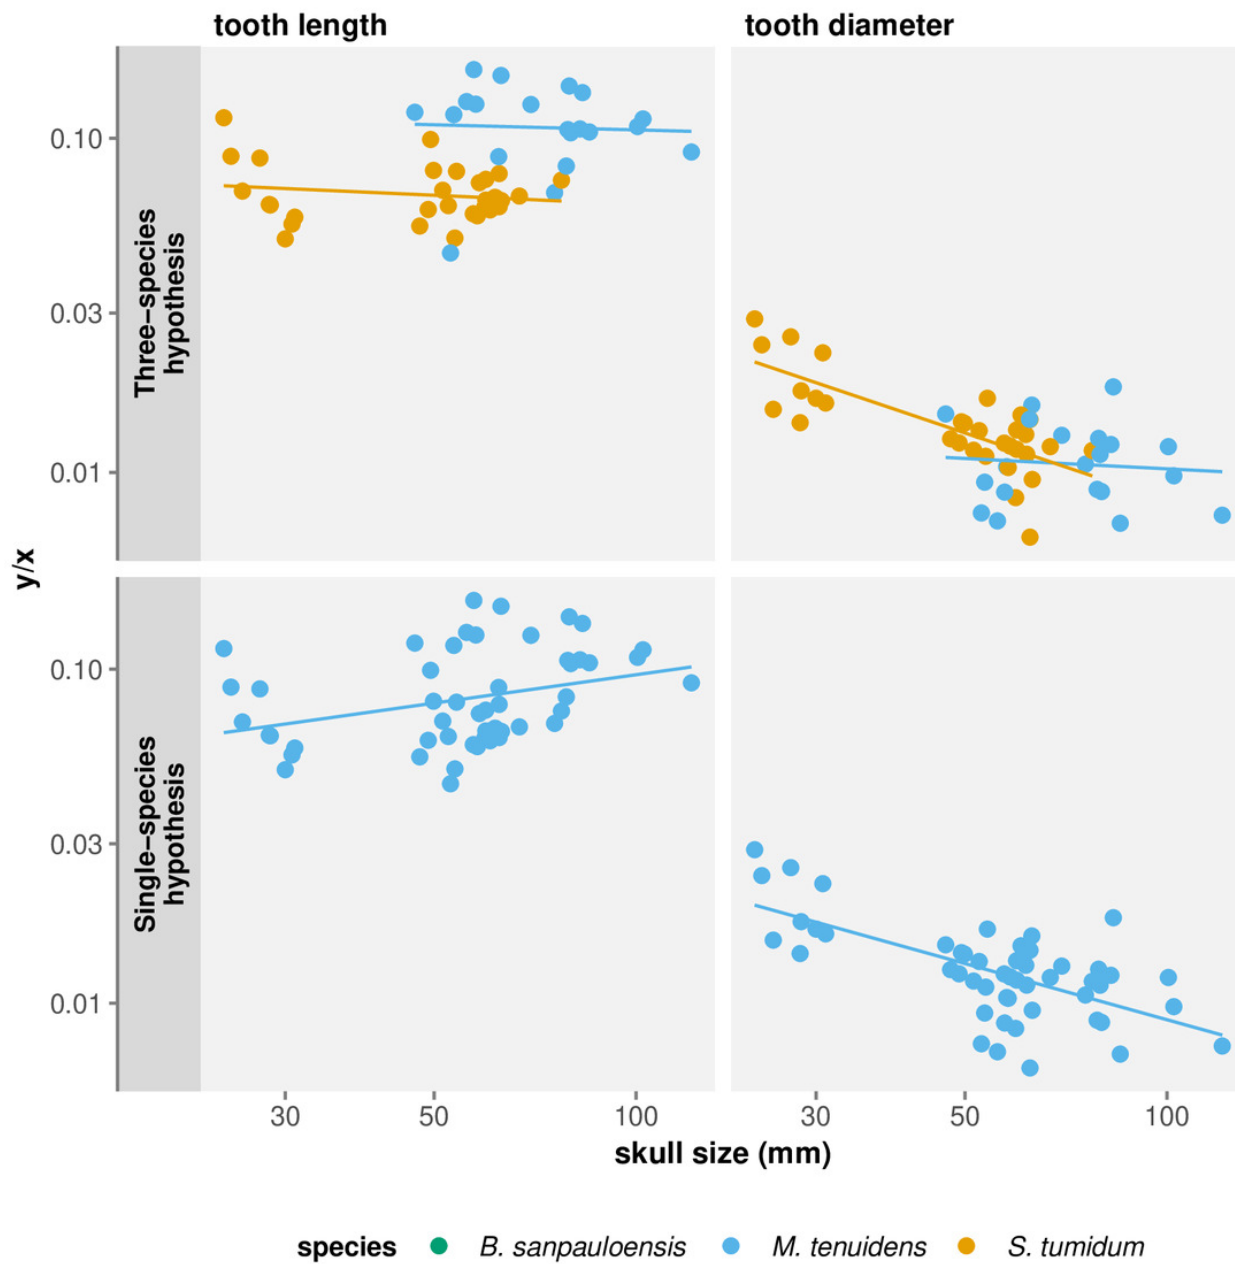 tooth length
tooth diameter
y/x
Three−species
hypothesis
0.10
0.03
0.01
Single−species
hypothesis
0.10
0.03
0.01
30
50
100
30
50
100
skull size (mm)
species
B. sanpauloensis
M. tenuidens
S. tumidum